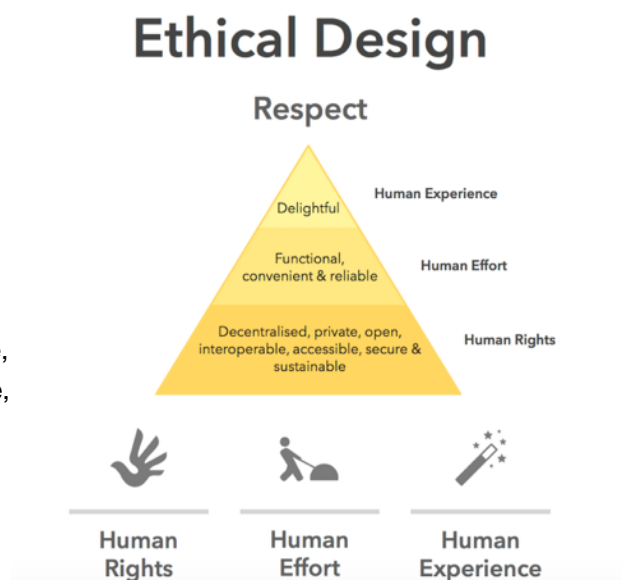 Ethical Design
Respect
Human Experience
Delightful
Functional,
convenient & reliable
Human Effort
Decentralised, private, open,
interoperable, accessible, secure &
sustainable
Human Rights
Human
Rights
Human
Effort
Human
Experience